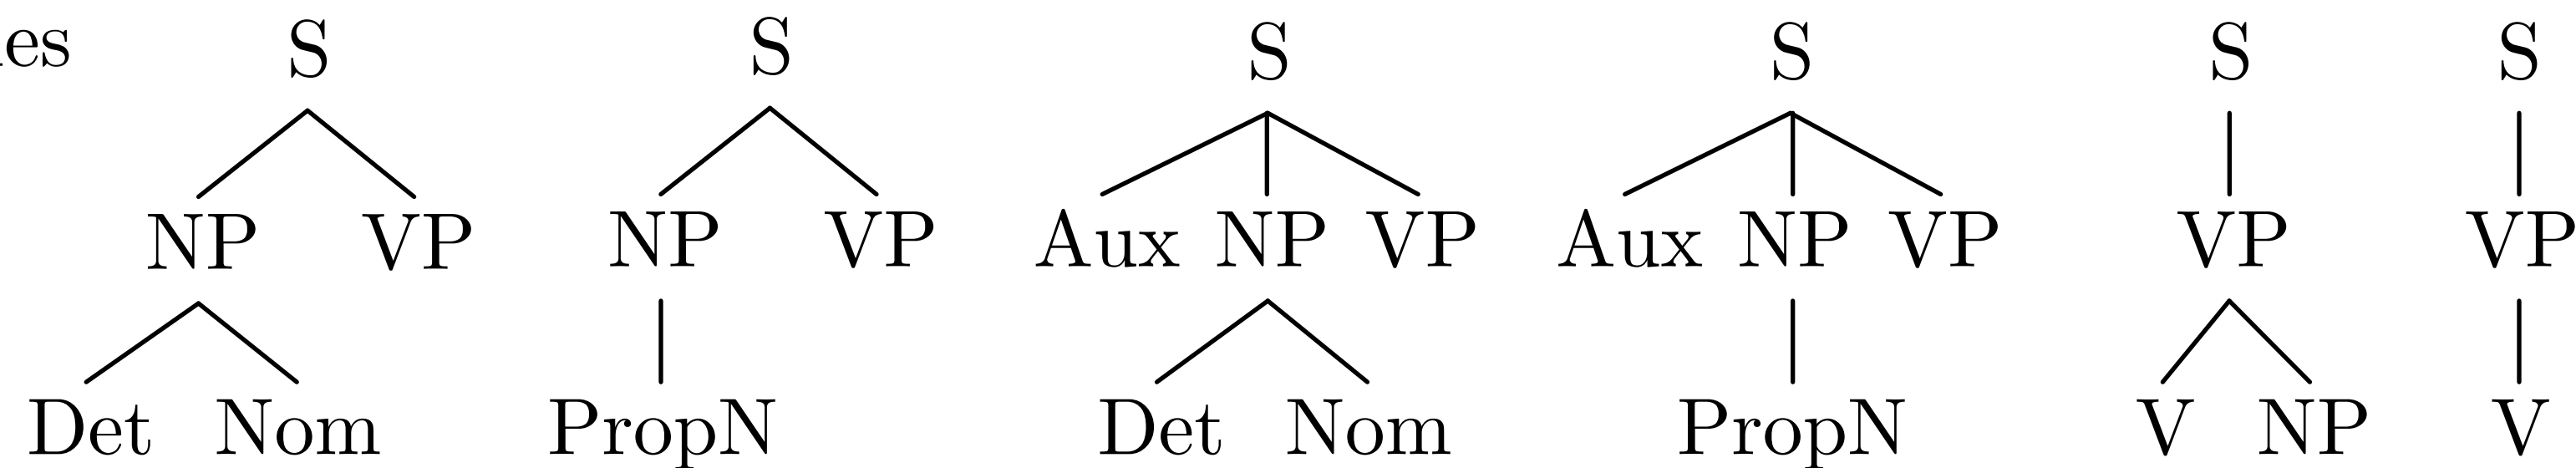 es S S S S S S
NP VP NP VP Aux NP VP Aux NP VP VP VP
Det Nom PropN Det Nom PropN V NP V